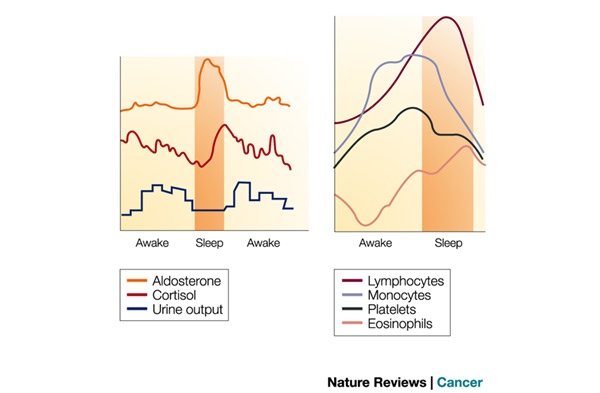 Awake Sleep Awake
Aldosterone
Cortisol
Urine output
Awake Sleep
Lymphocytes
Monocytes
Platelets
Eosinophils
Nature Reviews | Cancer